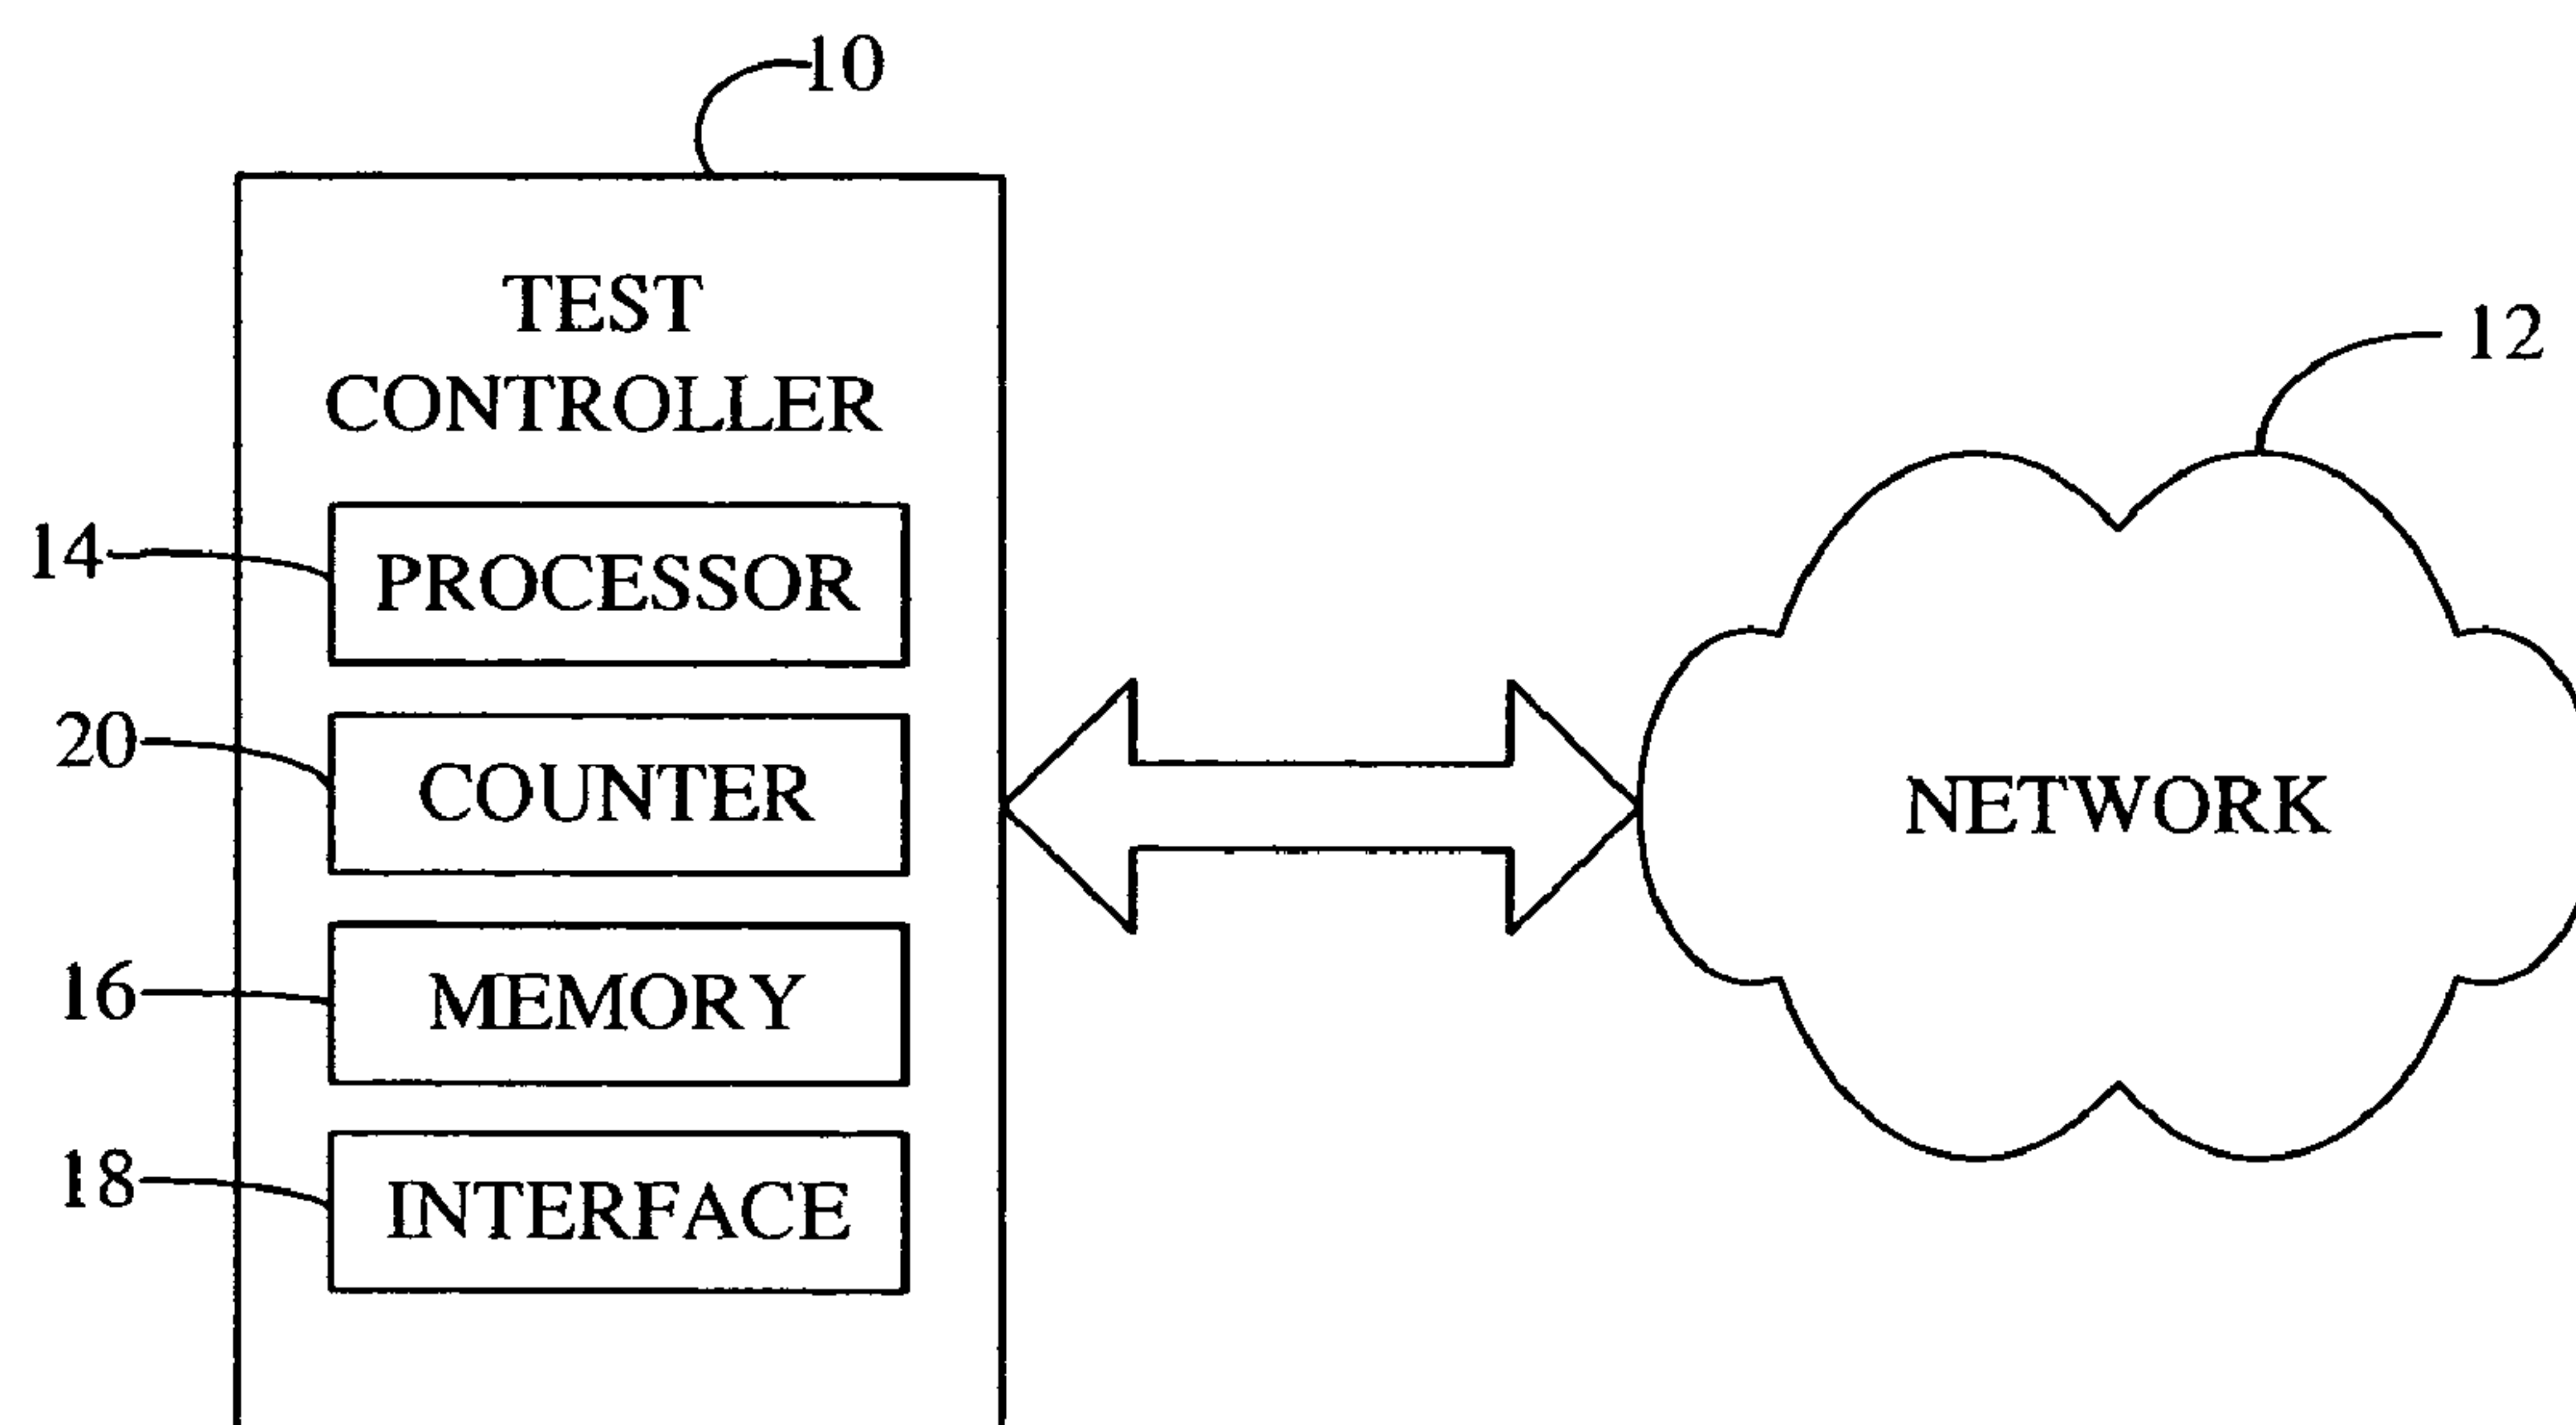 10
TEST
CONTROLLER
12
14
PROCESSOR
20
COUNTER
NETWORK
16
MEMORY
18
INTERFACE